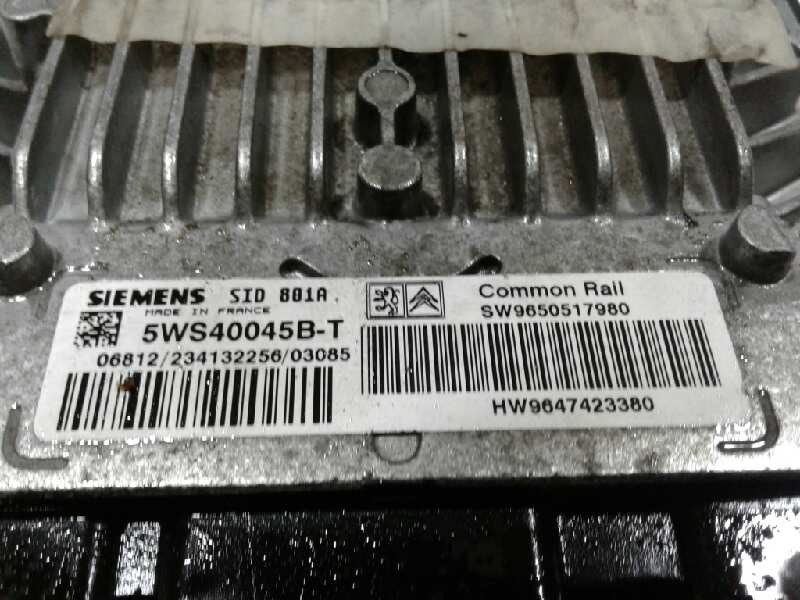 SIEMENS SID 801A
MADE IN FRANCE
5WS40045B-T
06812/234132256/03085
Common Rail
SW9650517980
HW9647423380